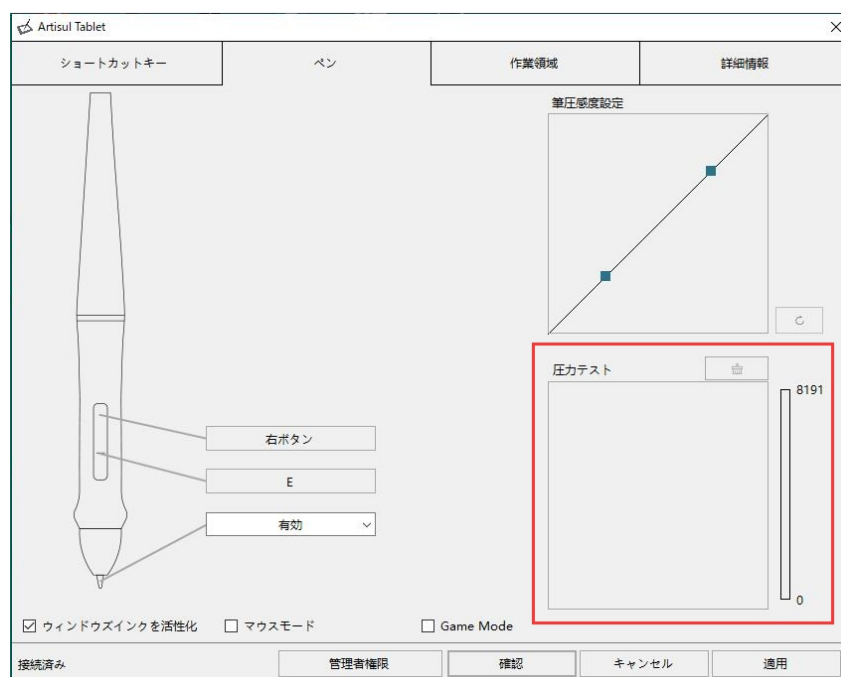 Artisul Tablet
ショートカットキー ペン 作業領域 詳細情報
筆圧感度設定
圧力テスト
8191
右ボタン
E
有効
0
ウィンドウズインクを活性化 マウスモード Game Mode
接続済み 管理者権限 確認 キャンセル 適用